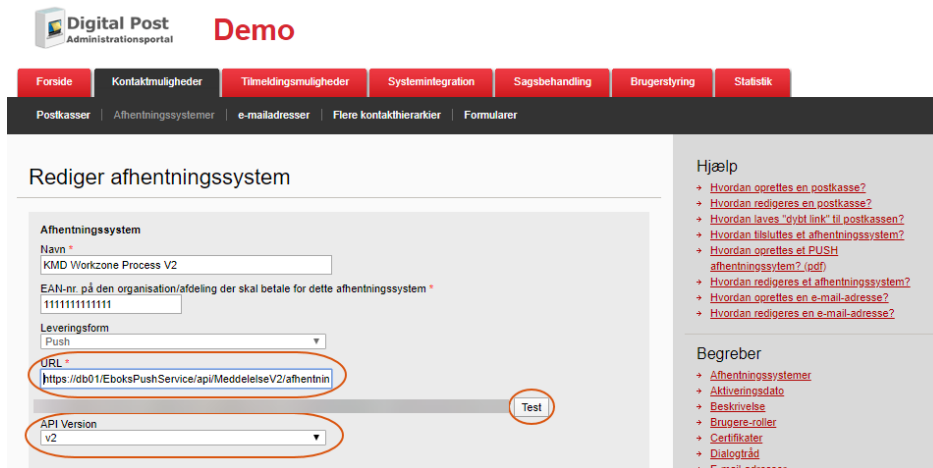 Digital Post
Administrationsportal
Demo
Forside
Kontaktmuligheder
Tilmeldingsmuligheder
Systemintegration
Sagsbehandling
Brugerstyring
Statistik
Postkasser
Afhentningssystemer
e-mailadresser
Flere kontakthierarkier
Formularer
Rediger afhentningssystem
Afhentningssystem
Navn *
KMD Workzone Process V2
EAN-nr. på den organisation/afdeling der skal betale for dette afhentningssystem *
1111111111111
Leveringsform
Push
URL *
https://db01/EboksPushService/api/MeddelelseV2/afhentnin
Test
API Version
v2
Hjælp
Hvordan oprettes en postkasse?
Hvordan redigeres en postkasse?
Hvordan laves "dybt link" til postkassen?
Hvordan tilsluttes et afhentningssystem?
Hvordan oprettes et PUSH
afhentningssytem? (pdf)
Hvordan redigeres et afhentningssystem?
Hvordan oprettes en e-mail-adresse?
Hvordan redigeres en e-mail-adresse?
Begreber
Afhentningssystemer
Aktiveringsdato
Beskrivelse
Brugere-roller
Certifikater
Dialogtråd
E-mail-adresser